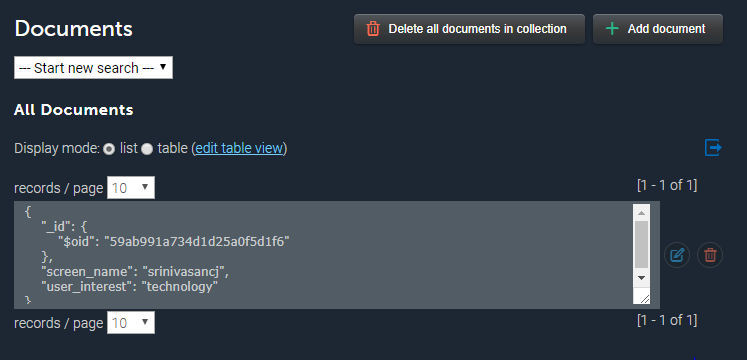 Documents
Delete all documents in collection
Add document
--- Start new search ---
All Documents
Display mode: list table (edit table view)
records / page 10
[1 - 1 of 1]
{
"_id": {
"$oid": "59ab991a734d1d25a0f5d1f6"
},
"screen_name": "srinivasancj",
"user_interest": "technology"
}
records / page 10
[1 - 1 of 1]